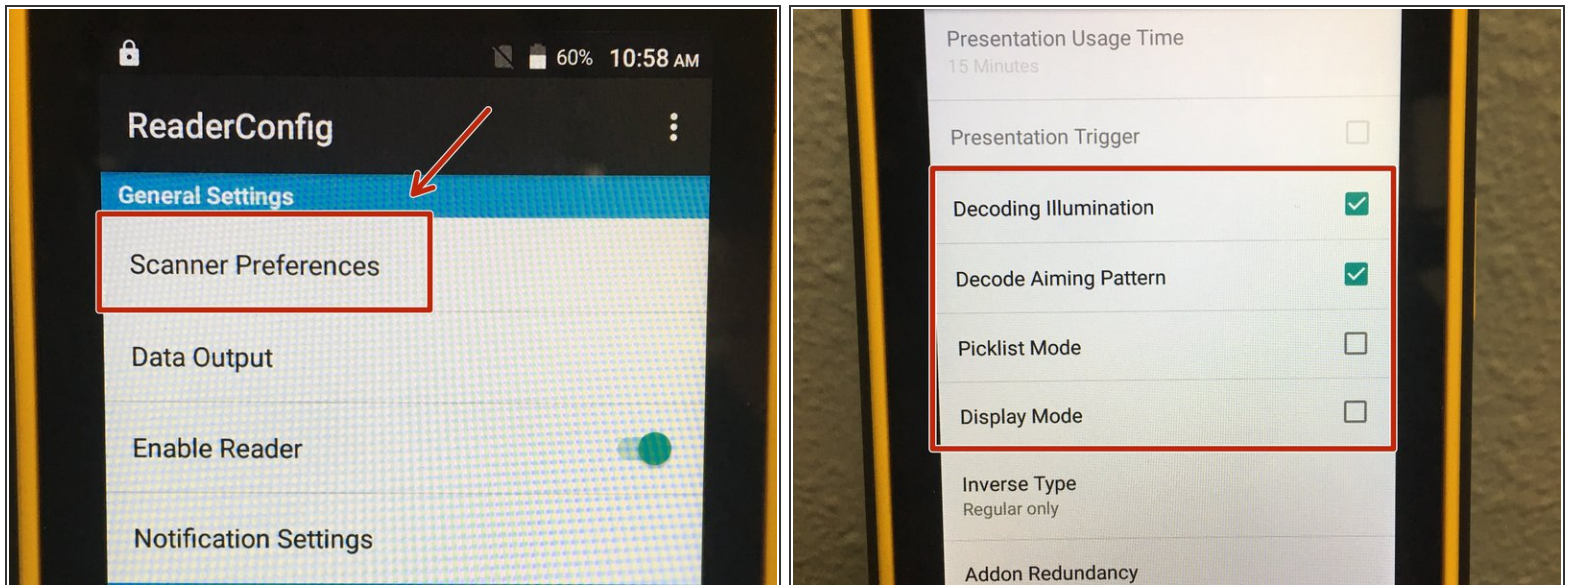 60% 10:58 AM
ReaderConfig
General Settings
Scanner Preferences
Data Output
Enable Reader
Notification Settings
Presentation Usage Time
15 Minutes
Presentation Trigger
Decoding Illumination
Decode Aiming Pattern
Picklist Mode
Display Mode
Inverse Type
Regular only
Addon Redundancy